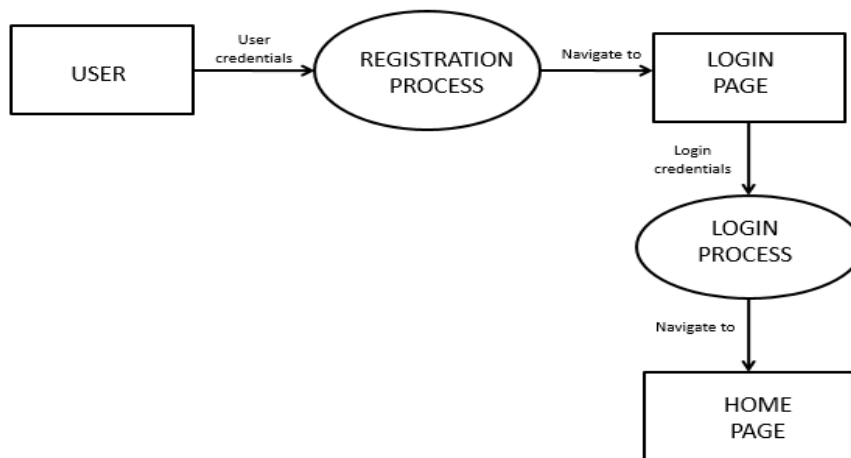 USER
User
credentials
REGISTRATION
PROCESS
Navigate to
LOGIN
PAGE
Login
credentials
LOGIN
PROCESS
Navigate to
HOME
PAGE